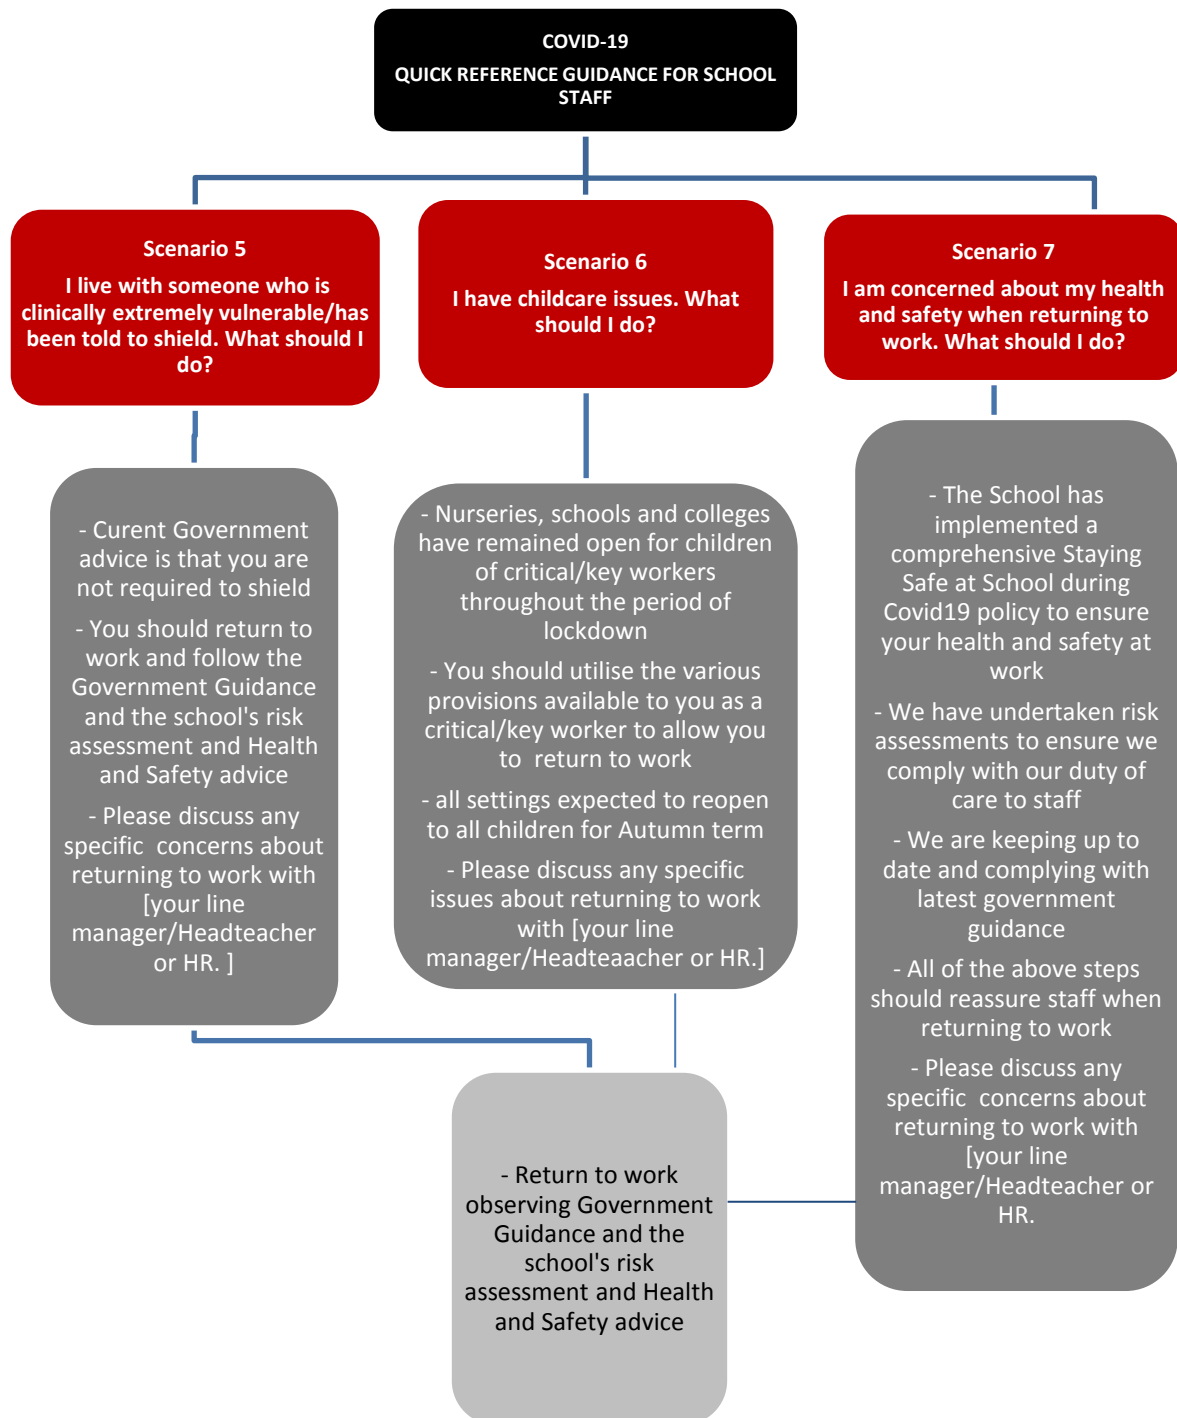 COVID-19
QUICK REFERENCE GUIDANCE FOR SCHOOL
STAFF
Scenario 5
I live with someone who is
clinically extremely vulnerable/has
been told to shield. What should I
do?
Scenario 6
I have childcare issues. What
should I do?
Scenario 7
I am concerned about my health
and safety when returning to
work. What should I do?
- Curent Government
advice is that you are
not required to shield
- You should return to
work and follow the
Government Guidance
and the school's risk
assessment and Health
and Safety advice
- Please discuss any
specific  concerns about
returning to work with
[your line
manager/Headteacher
or HR. ]
- Nurseries, schools and colleges
have remained open for children
of critical/key workers
throughout the period of
lockdown
- You should utilise the various
provisions available to you as a
critical/key worker to allow you
to  return to work
- all settings expected to reopen
to all children for Autumn term
- Please discuss any specific
issues about returning to work
with [your line
manager/Headteaacher or HR.]
- The School has
implemented a
comprehensive Staying
Safe at School during
Covid19 policy to ensure
your health and safety at
work
- We have undertaken risk
assessments to ensure we
comply with our duty of
care to staff
- We are keeping up to
date and complying with
latest government
guidance
- All of the above steps
should reassure staff when
returning to work
- Please discuss any
specific  concerns about
returning to work with
[your line
manager/Headteacher or
HR.
- Return to work
observing Government
Guidance and the
school's risk
assessment and Health
and Safety advice